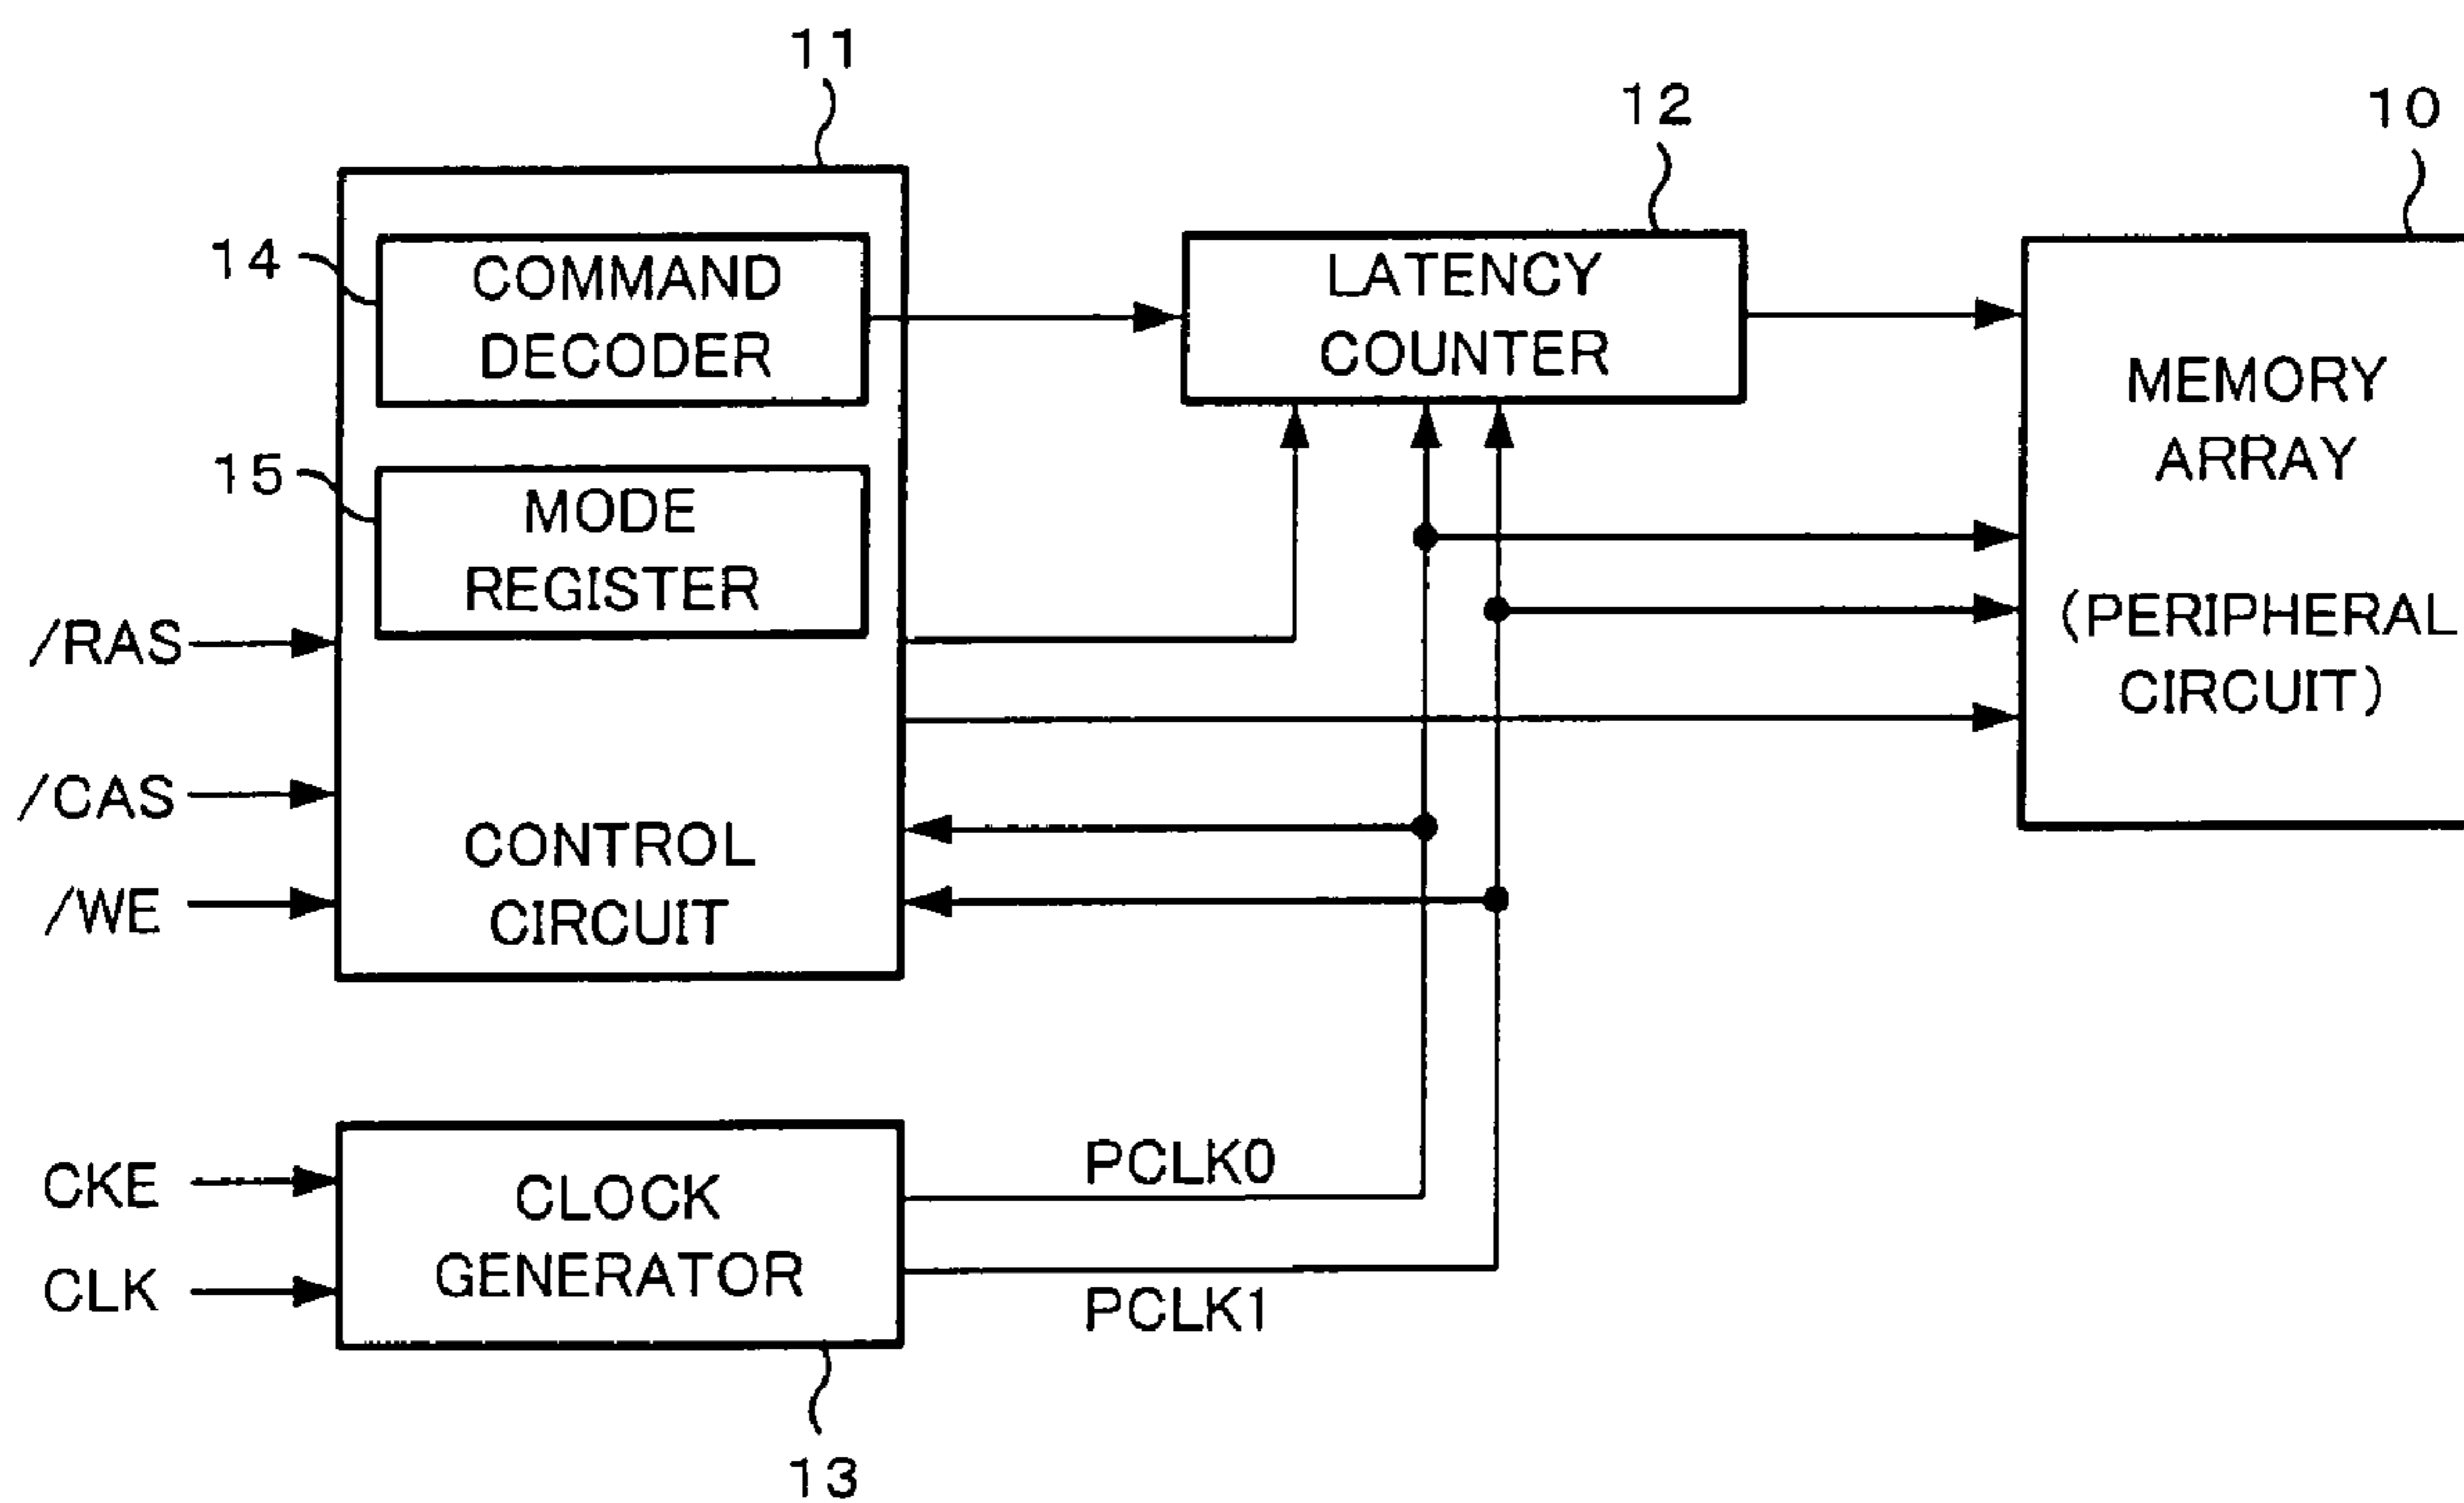 11
12
10
14
COMMAND
DECODER
LATENCY
COUNTER
MEMORY
ARRAY
(PERIPHERAL
CIRCUIT)
15
MODE
REGISTER
/RAS
/CAS
/WE
CONTROL
CIRCUIT
CKE
CLK
CLOCK
GENERATOR
PCLK0
PCLK1
13